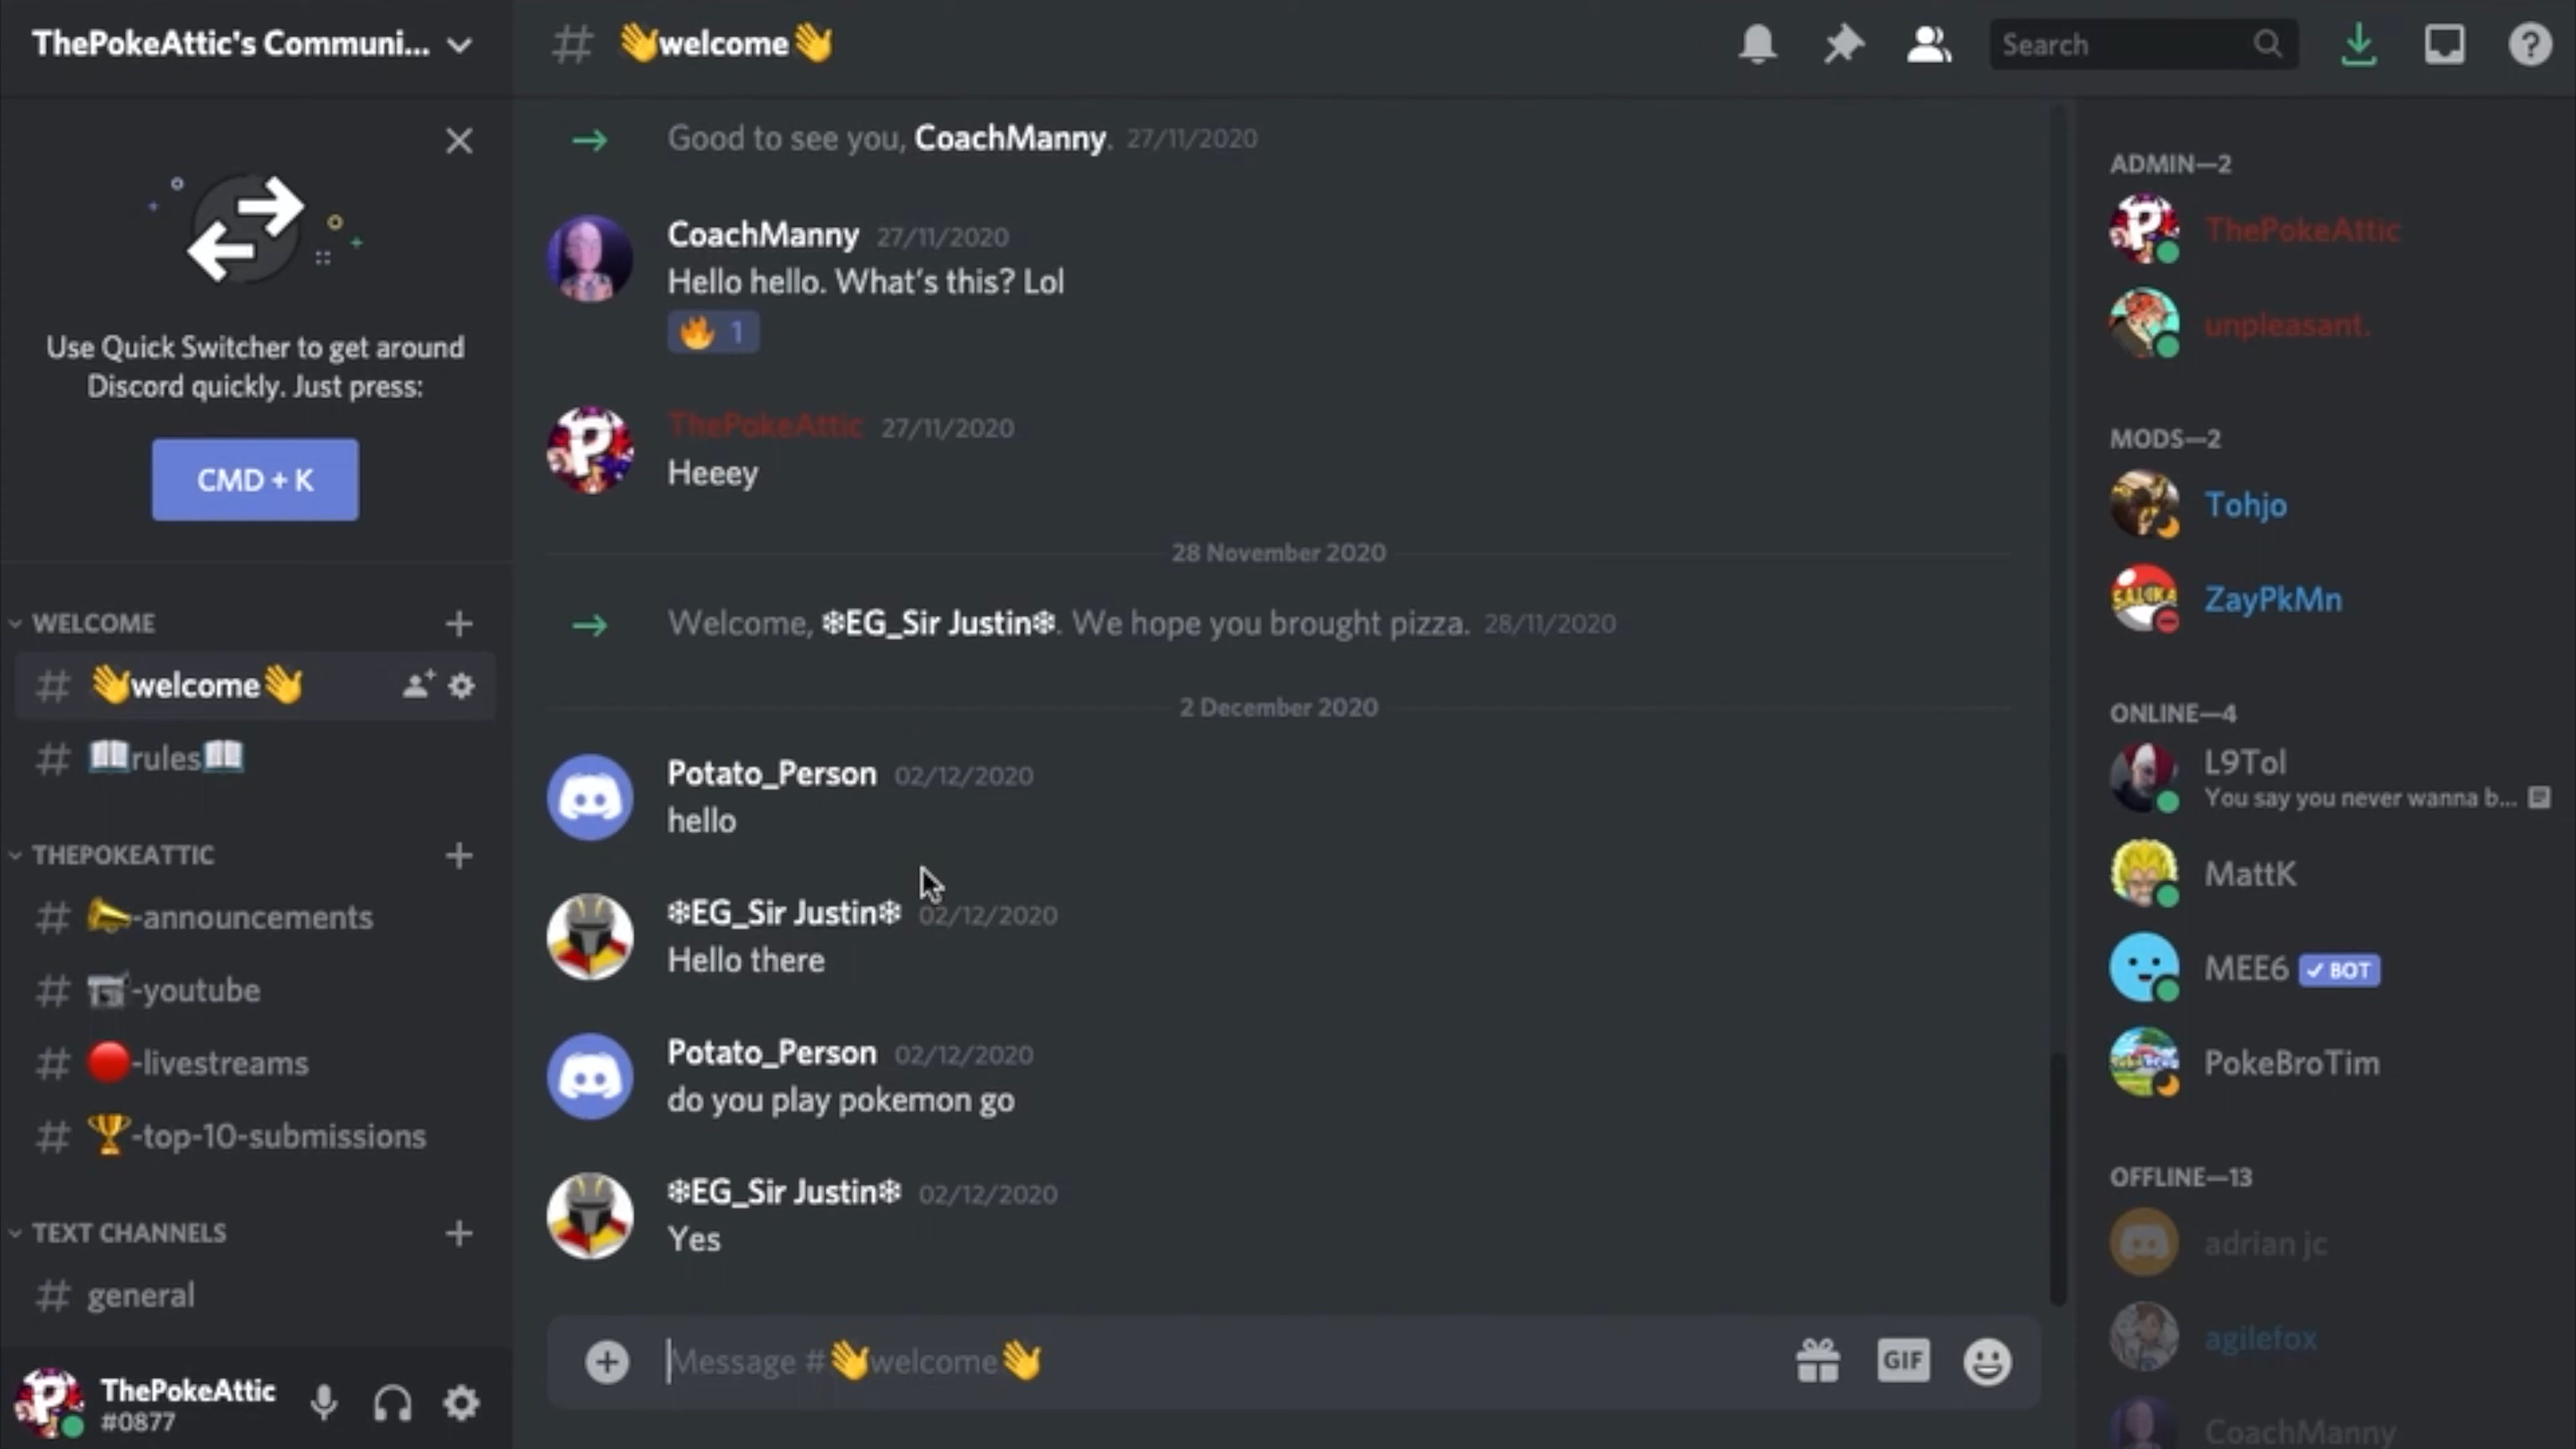 ThePokeAttic's Communi...
Use Quick Switcher to get around
Discord quickly. Just press:
CMD + K
WELCOME
# 👋welcome👋
# 📖rules📖
THEPOKEATTIC
# 📣-announcements
# 📹-youtube
# 🔴-livestreams
# 🏆-top-10-submissions
TEXT CHANNELS
# general
ThePokeAttic
#0877
# 👋welcome👋
Search
Good to see you, CoachManny. 27/11/2020
CoachManny 27/11/2020
Hello hello. What's this? Lol
🔥 1
ThePokeAttic 27/11/2020
Heeey
28 November 2020
Welcome, ❄EG_Sir Justin❄. We hope you brought pizza. 28/11/2020
2 December 2020
Potato_Person 02/12/2020
hello
❄EG_Sir Justin❄ 02/12/2020
Hello there
Potato_Person 02/12/2020
do you play pokemon go
❄EG_Sir Justin❄ 02/12/2020
Yes
Message #👋welcome👋
GIF
ADMIN—2
ThePokeAttic
unpleasant.
MODS—2
Tohjo
ZayPkMn
ONLINE—4
L9Tol
You say you never wanna b...
MattK
MEE6 ✓ BOT
PokeBroTim
OFFLINE—13
adrian jc
agilefox
CoachManny